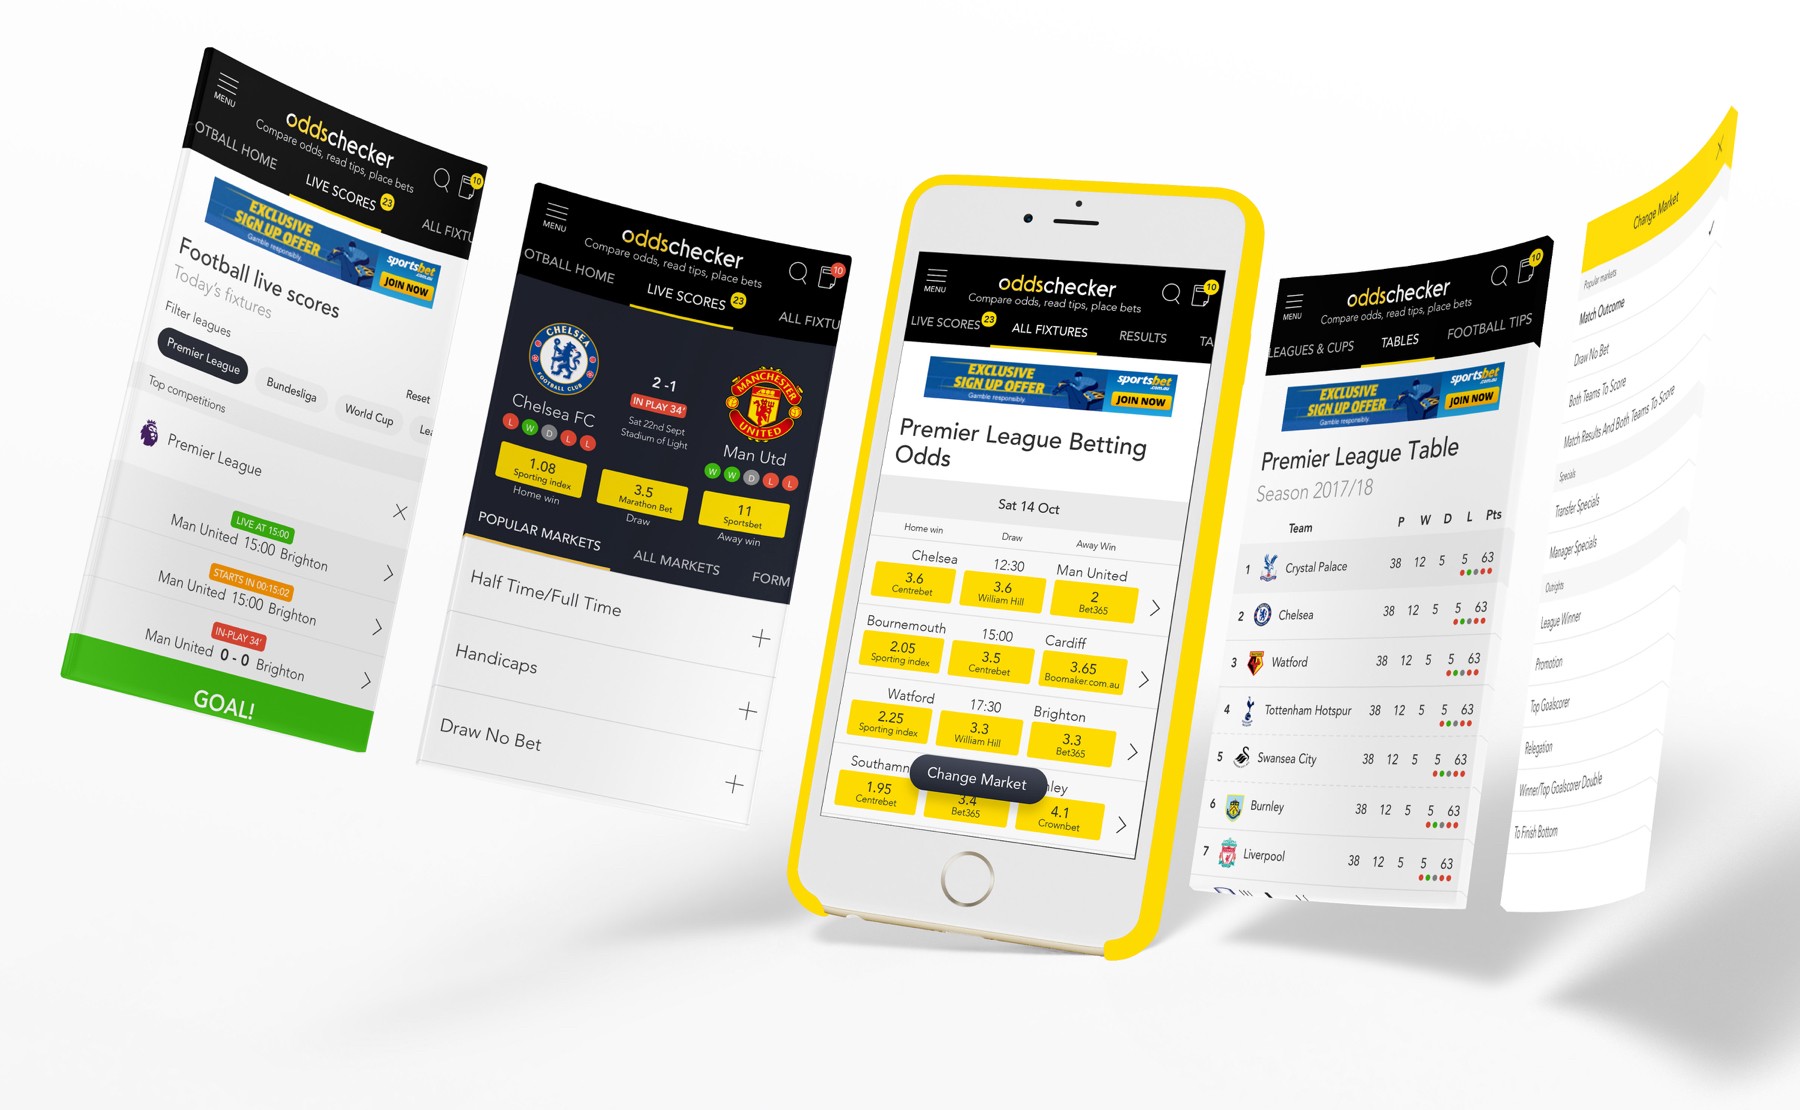 MENU
oddschecker
Compare odds, read tips, place bets
10
OTBALL HOME
LIVE SCORES 23
ALL FIXTU
EXCLUSIVE
SIGN UP OFFER
Gamble responsibly.
sportsbet
.com.au
JOIN NOW
Football live scores
Today's fixtures
Filter leagues
Reset
Premier League
Bundesliga
World Cup
Top competitions
Premier League
LIVE AT 15:00
Man United 15:00 Brighton
STARTS IN 00:15:02
Man United 15:00 Brighton
IN-PLAY 34'
Man United 0 - 0 Brighton
GOAL!
MENU
oddschecker
Compare odds, read tips, place bets
10
OTBALL HOME
LIVE SCORES 23
ALL FIXTU
CHELSEA
FOOTBALL CLUB
MANCHESTER
UNITED
2 -1
IN PLAY 34'
Sat 22nd Sept
Stadium of Light
Chelsea FC
L W D L L
Man Utd
W W D L L
1.08
Sporting index
Home win
3.5
Marathon Bet
Draw
11
Sportsbet
Away win
POPULAR MARKETS
ALL MARKETS
FORM
Half Time/Full Time
Handicaps
Draw No Bet
MENU
oddschecker
Compare odds, read tips, place bets
10
LIVE SCORES 23
ALL FIXTURES
RESULTS
TA
EXCLUSIVE
SIGN UP OFFER
Gamble responsibly.
sportsbet
.com.au
JOIN NOW
Premier League Betting
Odds
Sat 14 Oct
Home win
Draw
Away Win
Chelsea 12:30 Man United
3.6 3.6 2
Centrebet William Hill Bet365
Bournemouth 15:00 Cardiff
2.05 3.5 3.65
Sporting index Centrebet Boomaker.com.au
Watford 17:30 Brighton
2.25 3.3 3.3
Sporting index William Hill Bet365
Southamn
nley
Change Market
1.95 3.4 4.1
Centrebet Bet365 Crownbet
MENU
oddschecker
Compare odds, read tips, place bets
10
LEAGUES & CUPS
TABLES
FOOTBALL TIPS
EXCLUSIVE
SIGN UP OFFER
Gamble responsibly.
sportsbet
.com.au
JOIN NOW
Premier League Table
Season 2017/18
Team P W D L Pts
1 Crystal Palace 38 12 5 5 63
2 Chelsea 38 12 5 5 63
3 Watford 38 12 5 5 63
4 Tottenham Hotspur 38 12 5 5 63
5 Swansea City 38 12 5 5 63
6 Burnley 38 12 5 5 63
7 Liverpool 38 12 5 5 63
Change Market
Popular markets
Match Outcome
Draw No Bet
Both Teams To Score
Match Results And Both Teams To Score
Specials
Transfer Specials
Manager Specials
Outrights
League Winner
Promotion
Top Goalscorer
Relegation
Winner/Top Goalscorer Double
To Finish Bottom